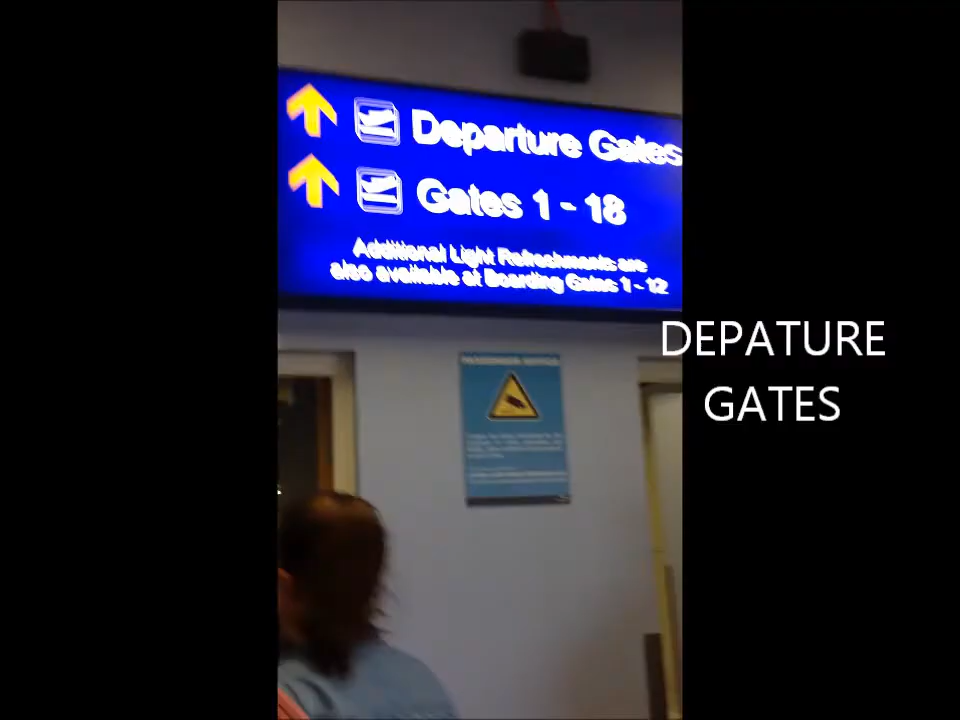 Departure Gates
Gates 1 - 18
Additional Light Refreshments are
also available at Boarding Gates 1 - 12
DEPATURE
GATES